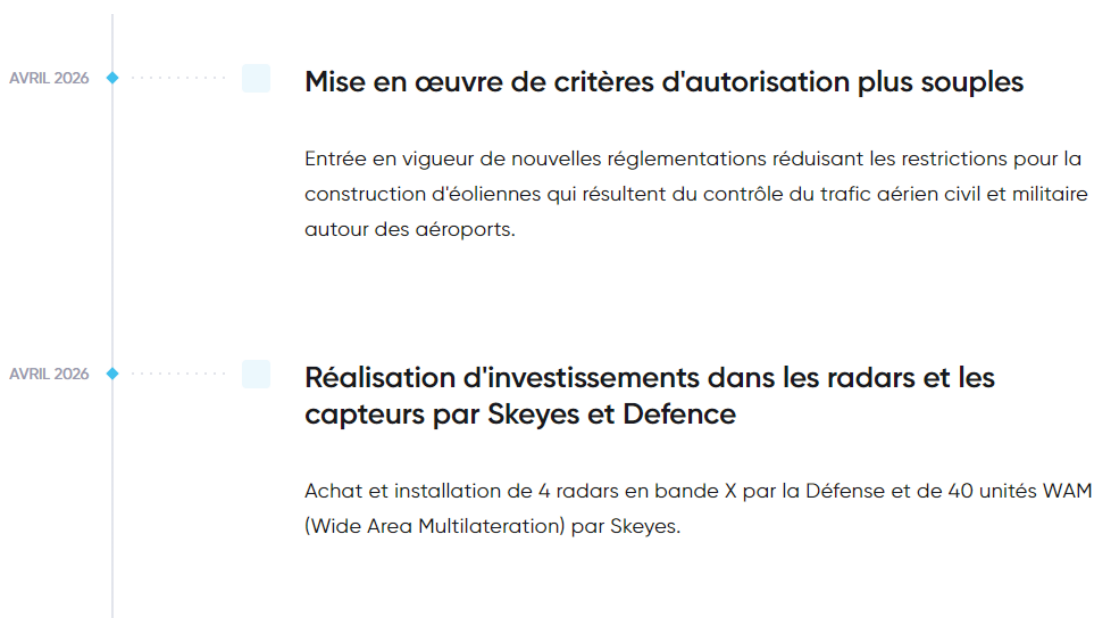 AVRIL 2026
Mise en œuvre de critères d'autorisation plus souples
Entrée en vigueur de nouvelles réglementations réduisant les restrictions pour la
construction d'éoliennes qui résultent du contrôle du trafic aérien civil et militaire
autour des aéroports.
AVRIL 2026
Réalisation d'investissements dans les radars et les
capteurs par Skeyes et Defence
Achat et installation de 4 radars en bande X par la Défense et de 40 unités WAM
(Wide Area Multilateration) par Skeyes.